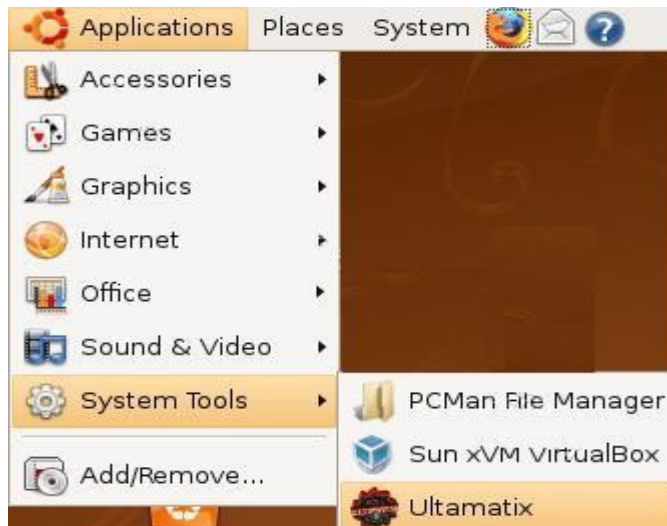 Applications Places System
Accessories
Games
Graphics
Internet
Office
Sound & Video
System Tools
PCMan File Manager
Sun xVM VirtualBox
Add/Remove...
Ultamatix